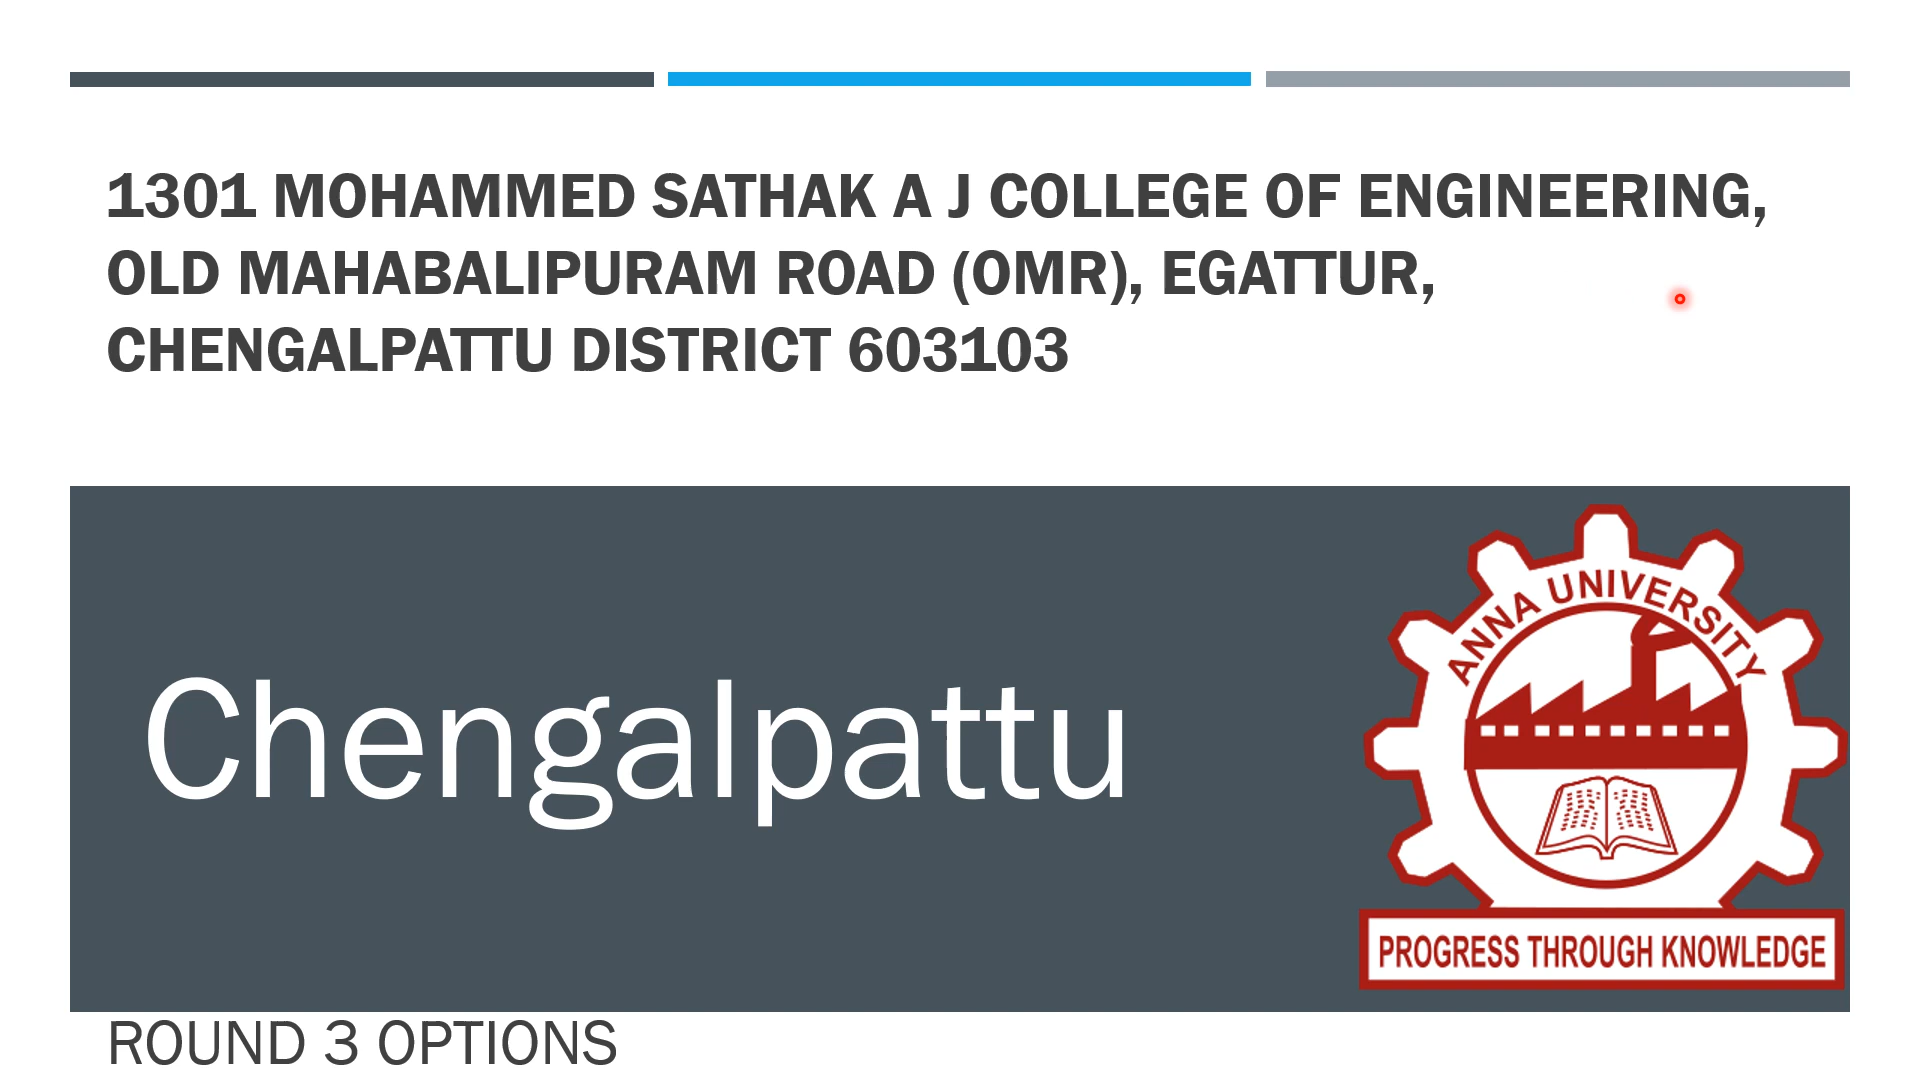 1301 MOHAMMED SATHAK A J COLLEGE OF ENGINEERING,
OLD MAHABALIPURAM ROAD (OMR), EGATTUR,
CHENGALPATTU DISTRICT 603103
Chengalpattu
ANNA UNIVERSITY
PROGRESS THROUGH KNOWLEDGE
ROUND 3 OPTIONS